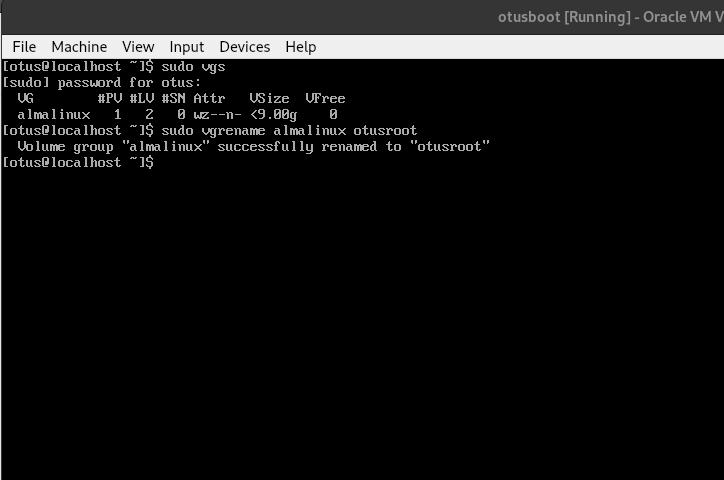 otusboot [Running] - Oracle VM V
File Machine View Input Devices Help
[otus@localhost ~]$ sudo vgs
[sudo] password for otus:
  VG        #PV #LV #SN Attr   VSize  VFree
  almalinux   1   2   0 wz--n- <9.00g    0
[otus@localhost ~]$ sudo vgrename almalinux otusroot
  Volume group "almalinux" successfully renamed to "otusroot"
[otus@localhost ~]$